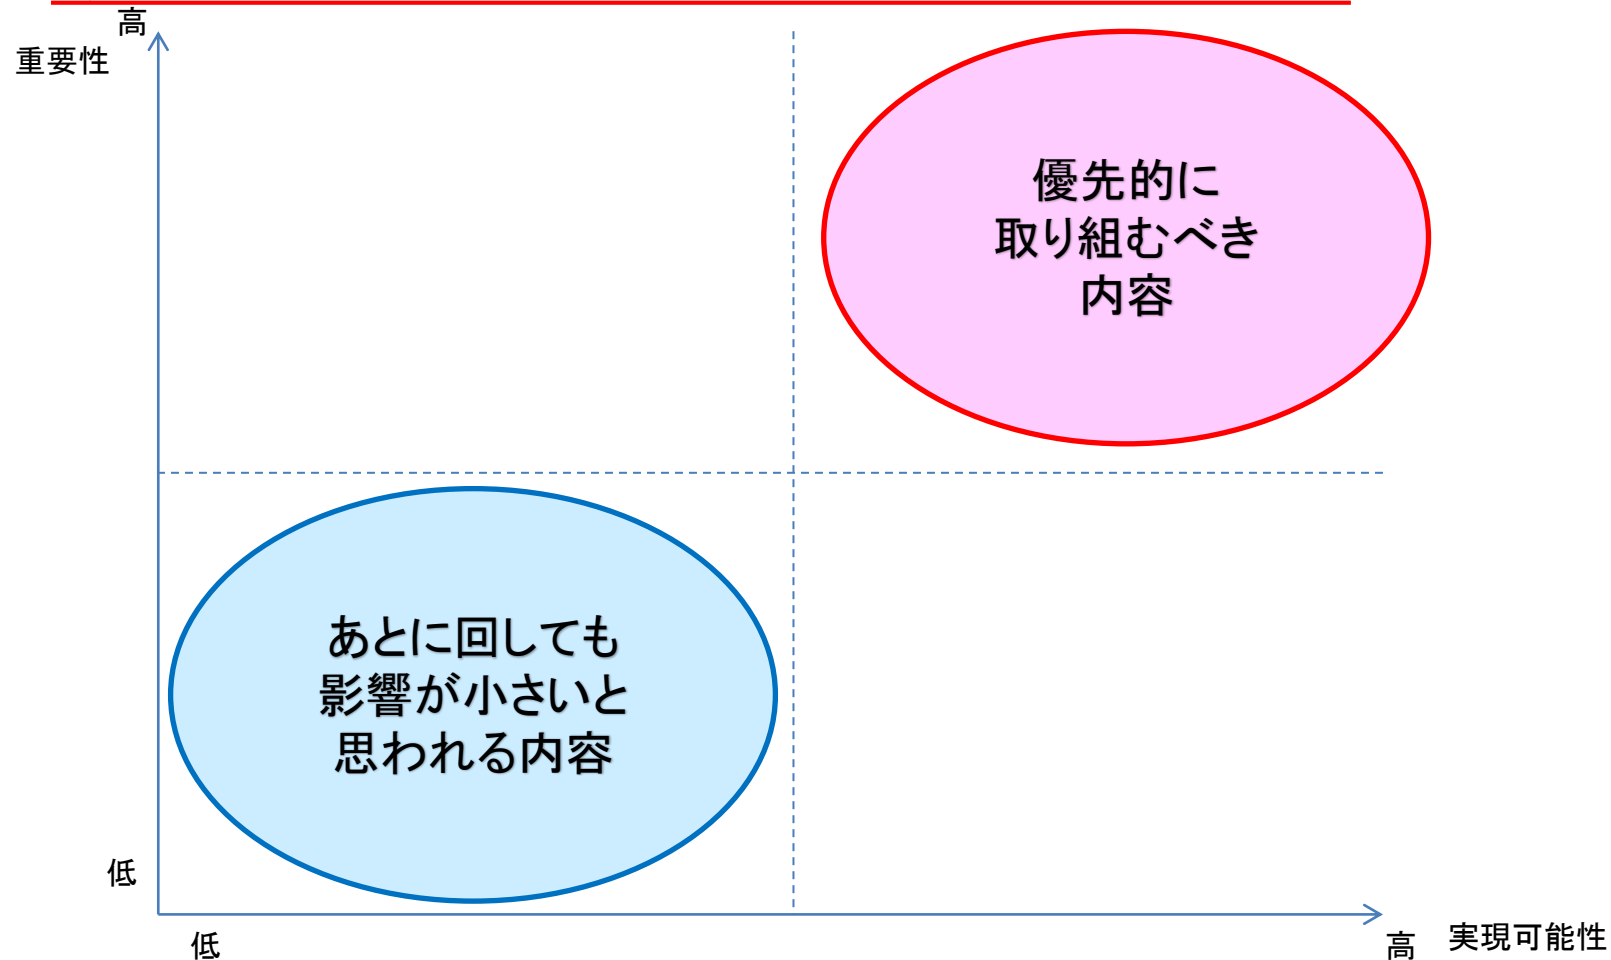 高
重要性
優先的に
取り組むべき
内容
あとに回しても
影響が小さいと
思われる内容
低
低
高
実現可能性